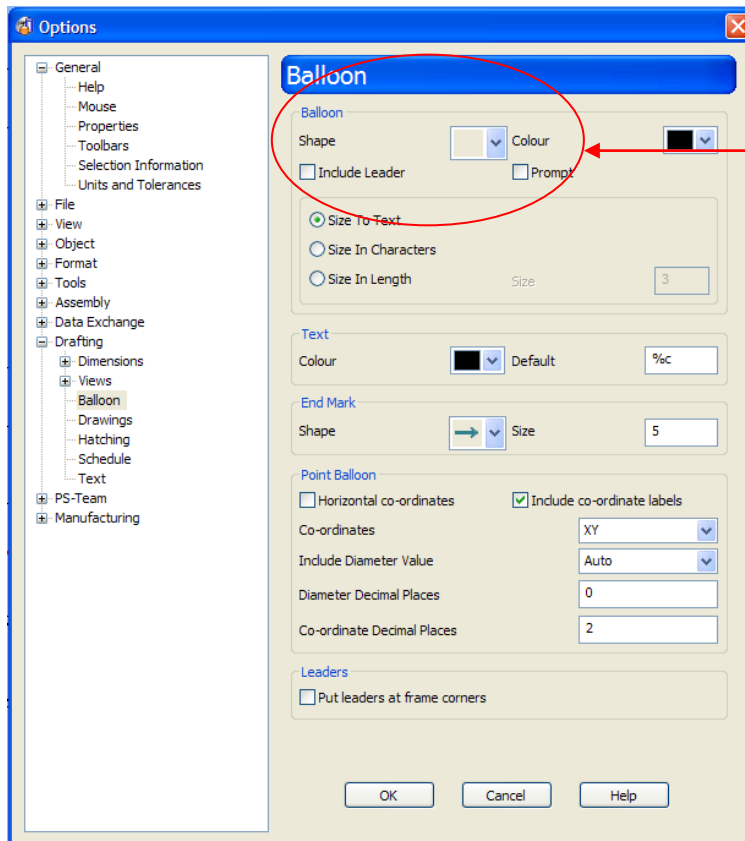 Options
General
Help
Mouse
Properties
Toolbars
Selection Information
Units and Tolerances
File
View
Object
Format
Tools
Assembly
Data Exchange
Drafting
Dimensions
Views
Balloon
Drawings
Hatching
Schedule
Text
PS-Team
Manufacturing
Balloon
Balloon
Shape Colour
Include Leader Prompt
Size To Text
Size In Characters
Size In Length Size 3
Text
Colour Default %c
End Mark
Shape Size 5
Point Balloon
Horizontal co-ordinates Include co-ordinate labels
Co-ordinates XY
Include Diameter Value Auto
Diameter Decimal Places 0
Co-ordinate Decimal Places 2
Leaders
Put leaders at frame corners
OK Cancel Help